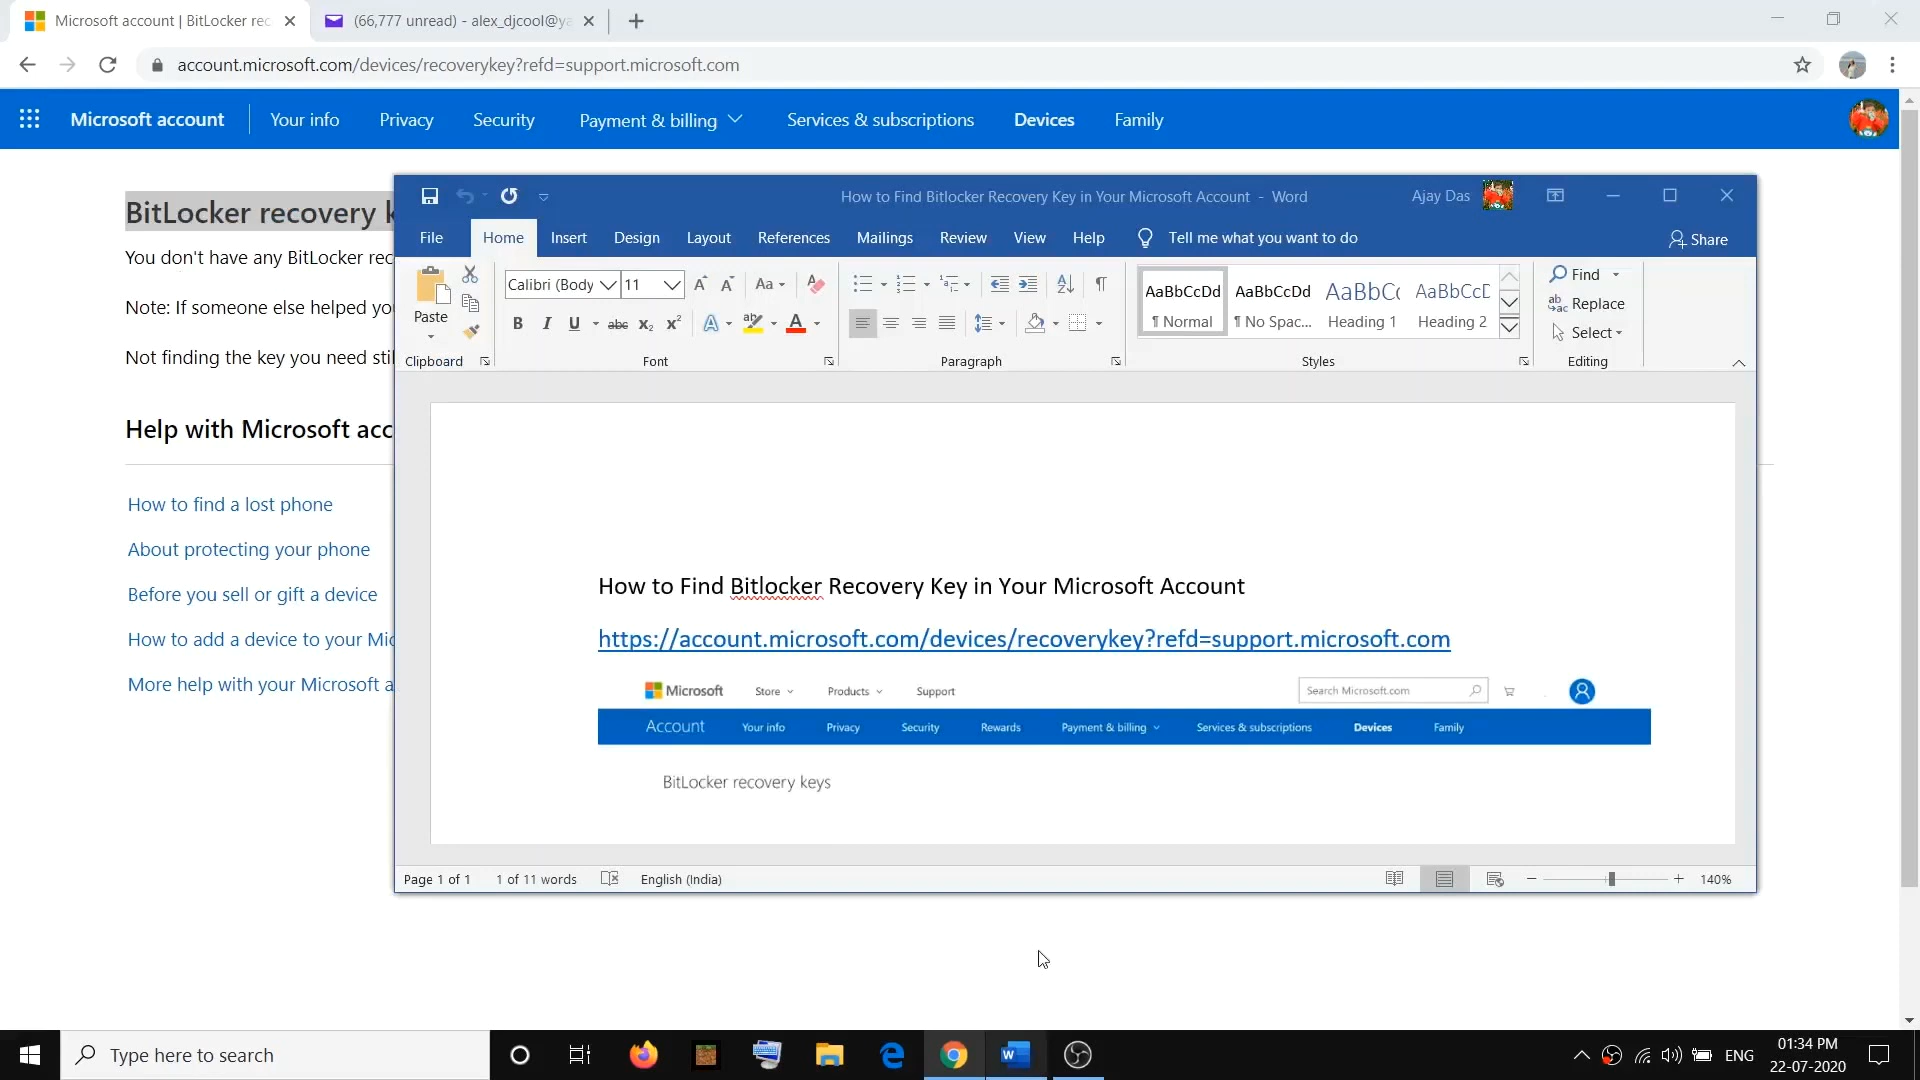 Microsoft account | BitLocker rec
(66,777 unread) - alex_djcool@ya
account.microsoft.com/devices/recoverykey?refd=support.microsoft.com
Microsoft account Your info Privacy Security Payment & billing Services & subscriptions Devices Family
BitLocker recovery k
You don't have any BitLocker rec
Note: If someone else helped you
Not finding the key you need stil
Help with Microsoft acc
How to find a lost phone
About protecting your phone
Before you sell or gift a device
How to add a device to your Mic
More help with your Microsoft a
How to Find Bitlocker Recovery Key in Your Microsoft Account - Word
Ajay Das
File Home Insert Design Layout References Mailings Review View Help Tell me what you want to do Share
Paste
Clipboard
Calibri (Body 11 Aa
B I U abc x₂ x² A ab A
Font
Paragraph
AaBbCcDd AaBbCcDd AaBbCc AaBbCcD
¶ Normal ¶ No Spac... Heading 1 Heading 2
Styles
Find
Replace
Select
Editing
How to Find Bitlocker Recovery Key in Your Microsoft Account
https://account.microsoft.com/devices/recoverykey?refd=support.microsoft.com
Microsoft Store Products Support Search Microsoft.com
Account Your info Privacy Security Rewards Payment & billing Services & subscriptions Devices Family
BitLocker recovery keys
Page 1 of 1 1 of 11 words English (India) 140%
Type here to search
ENG
01:34 PM
22-07-2020